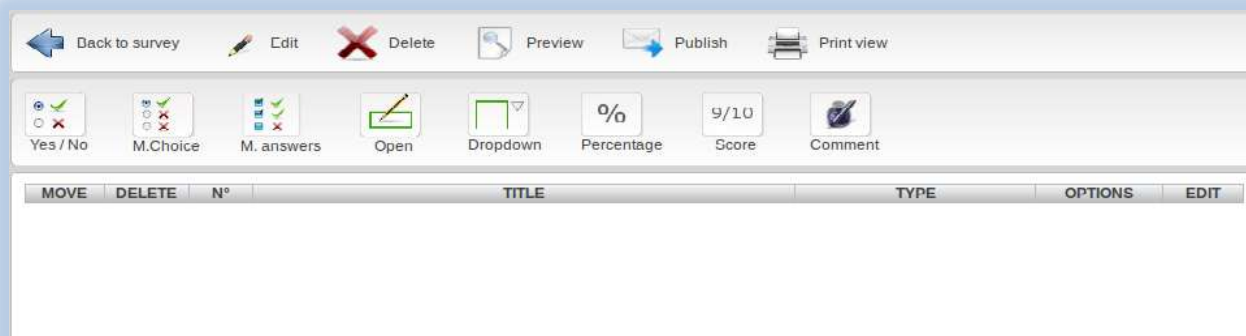 Back to survey Edit Delete Preview Publish Print view
% 9/10
Yes / No M.Choice M. answers Open Dropdown Percentage Score Comment
MOVE DELETE N° TITLE TYPE OPTIONS EDIT